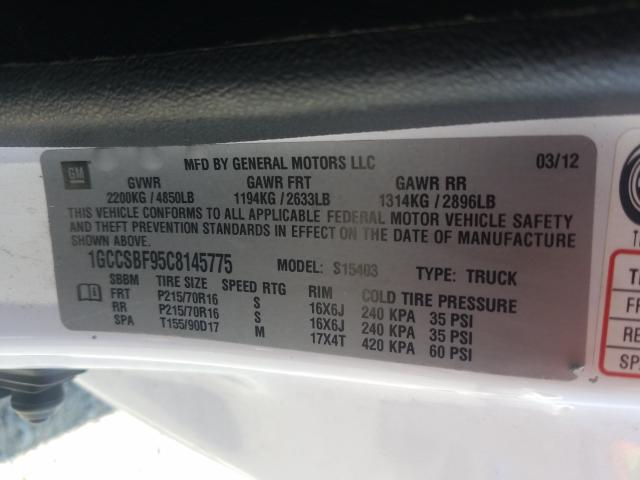 GM
MFD BY GENERAL MOTORS LLC 03/12
GVWR GAWR FRT GAWR RR
2200KG / 4850LB 1194KG / 2633LB 1314KG / 2896LB
THIS VEHICLE CONFORMS TO ALL APPLICABLE FEDERAL MOTOR VEHICLE SAFETY
AND THEFT PREVENTION STANDARDS IN EFFECT ON THE DATE OF MANUFACTURE
SHOWN ABOVE.
1GCCSBF95C8145775 MODEL: S15403 TYPE: TRUCK
SBBM TIRE SIZE SPEED RTG RIM COLD TIRE PRESSURE
FRT P215/70R16 S 16X6J 240 KPA 35 PSI
RR P215/70R16 S 16X6J 240 KPA 35 PSI
SPA T155/90D17 M 17X4T 420 KPA 60 PSI